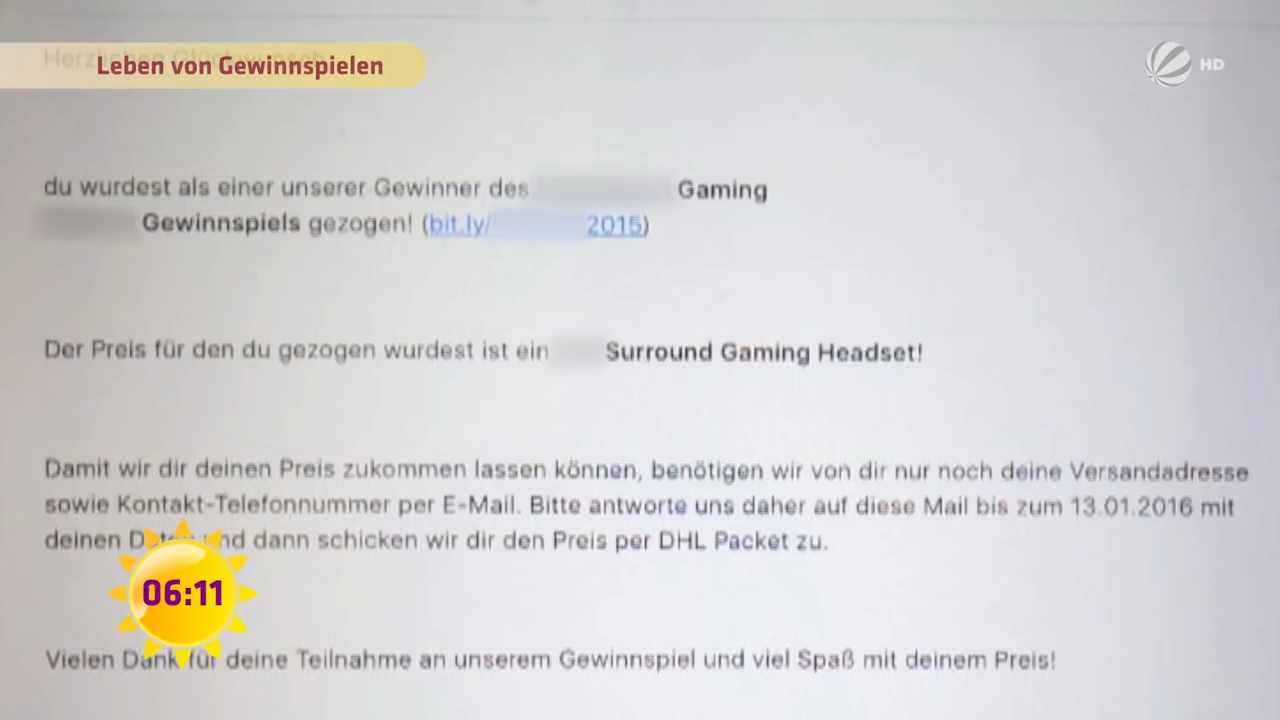 Herzlichen Glückwunsch
Leben von Gewinnspielen
HD
du wurdest als einer unserer Gewinner des Gaming
Gewinnspiels gezogen! (bit.ly/ 2015)
Der Preis für den du gezogen wurdest ist ein Surround Gaming Headset!
Damit wir dir deinen Preis zukommen lassen können, benötigen wir von dir nur noch deine Versandadresse
sowie Kontakt-Telefonnummer per E-Mail. Bitte antworte uns daher auf diese Mail bis zum 13.01.2016 mit
deinen Daten und dann schicken wir dir den Preis per DHL Packet zu.
06:11
Vielen Dank für deine Teilnahme an unserem Gewinnspiel und viel Spaß mit deinem Preis!